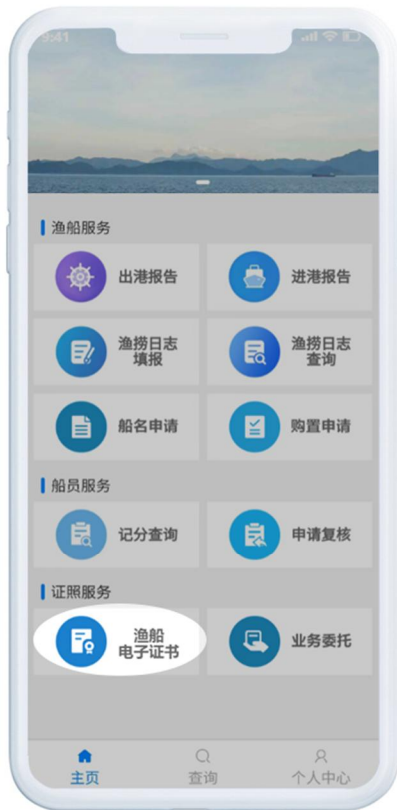 9:41
渔船服务
出港报告
进港报告
渔捞日志
填报
渔捞日志
查询
船名申请
购置申请
船员服务
记分查询
申请复核
证照服务
渔船
电子证书
业务委托
主页
查询
个人中心